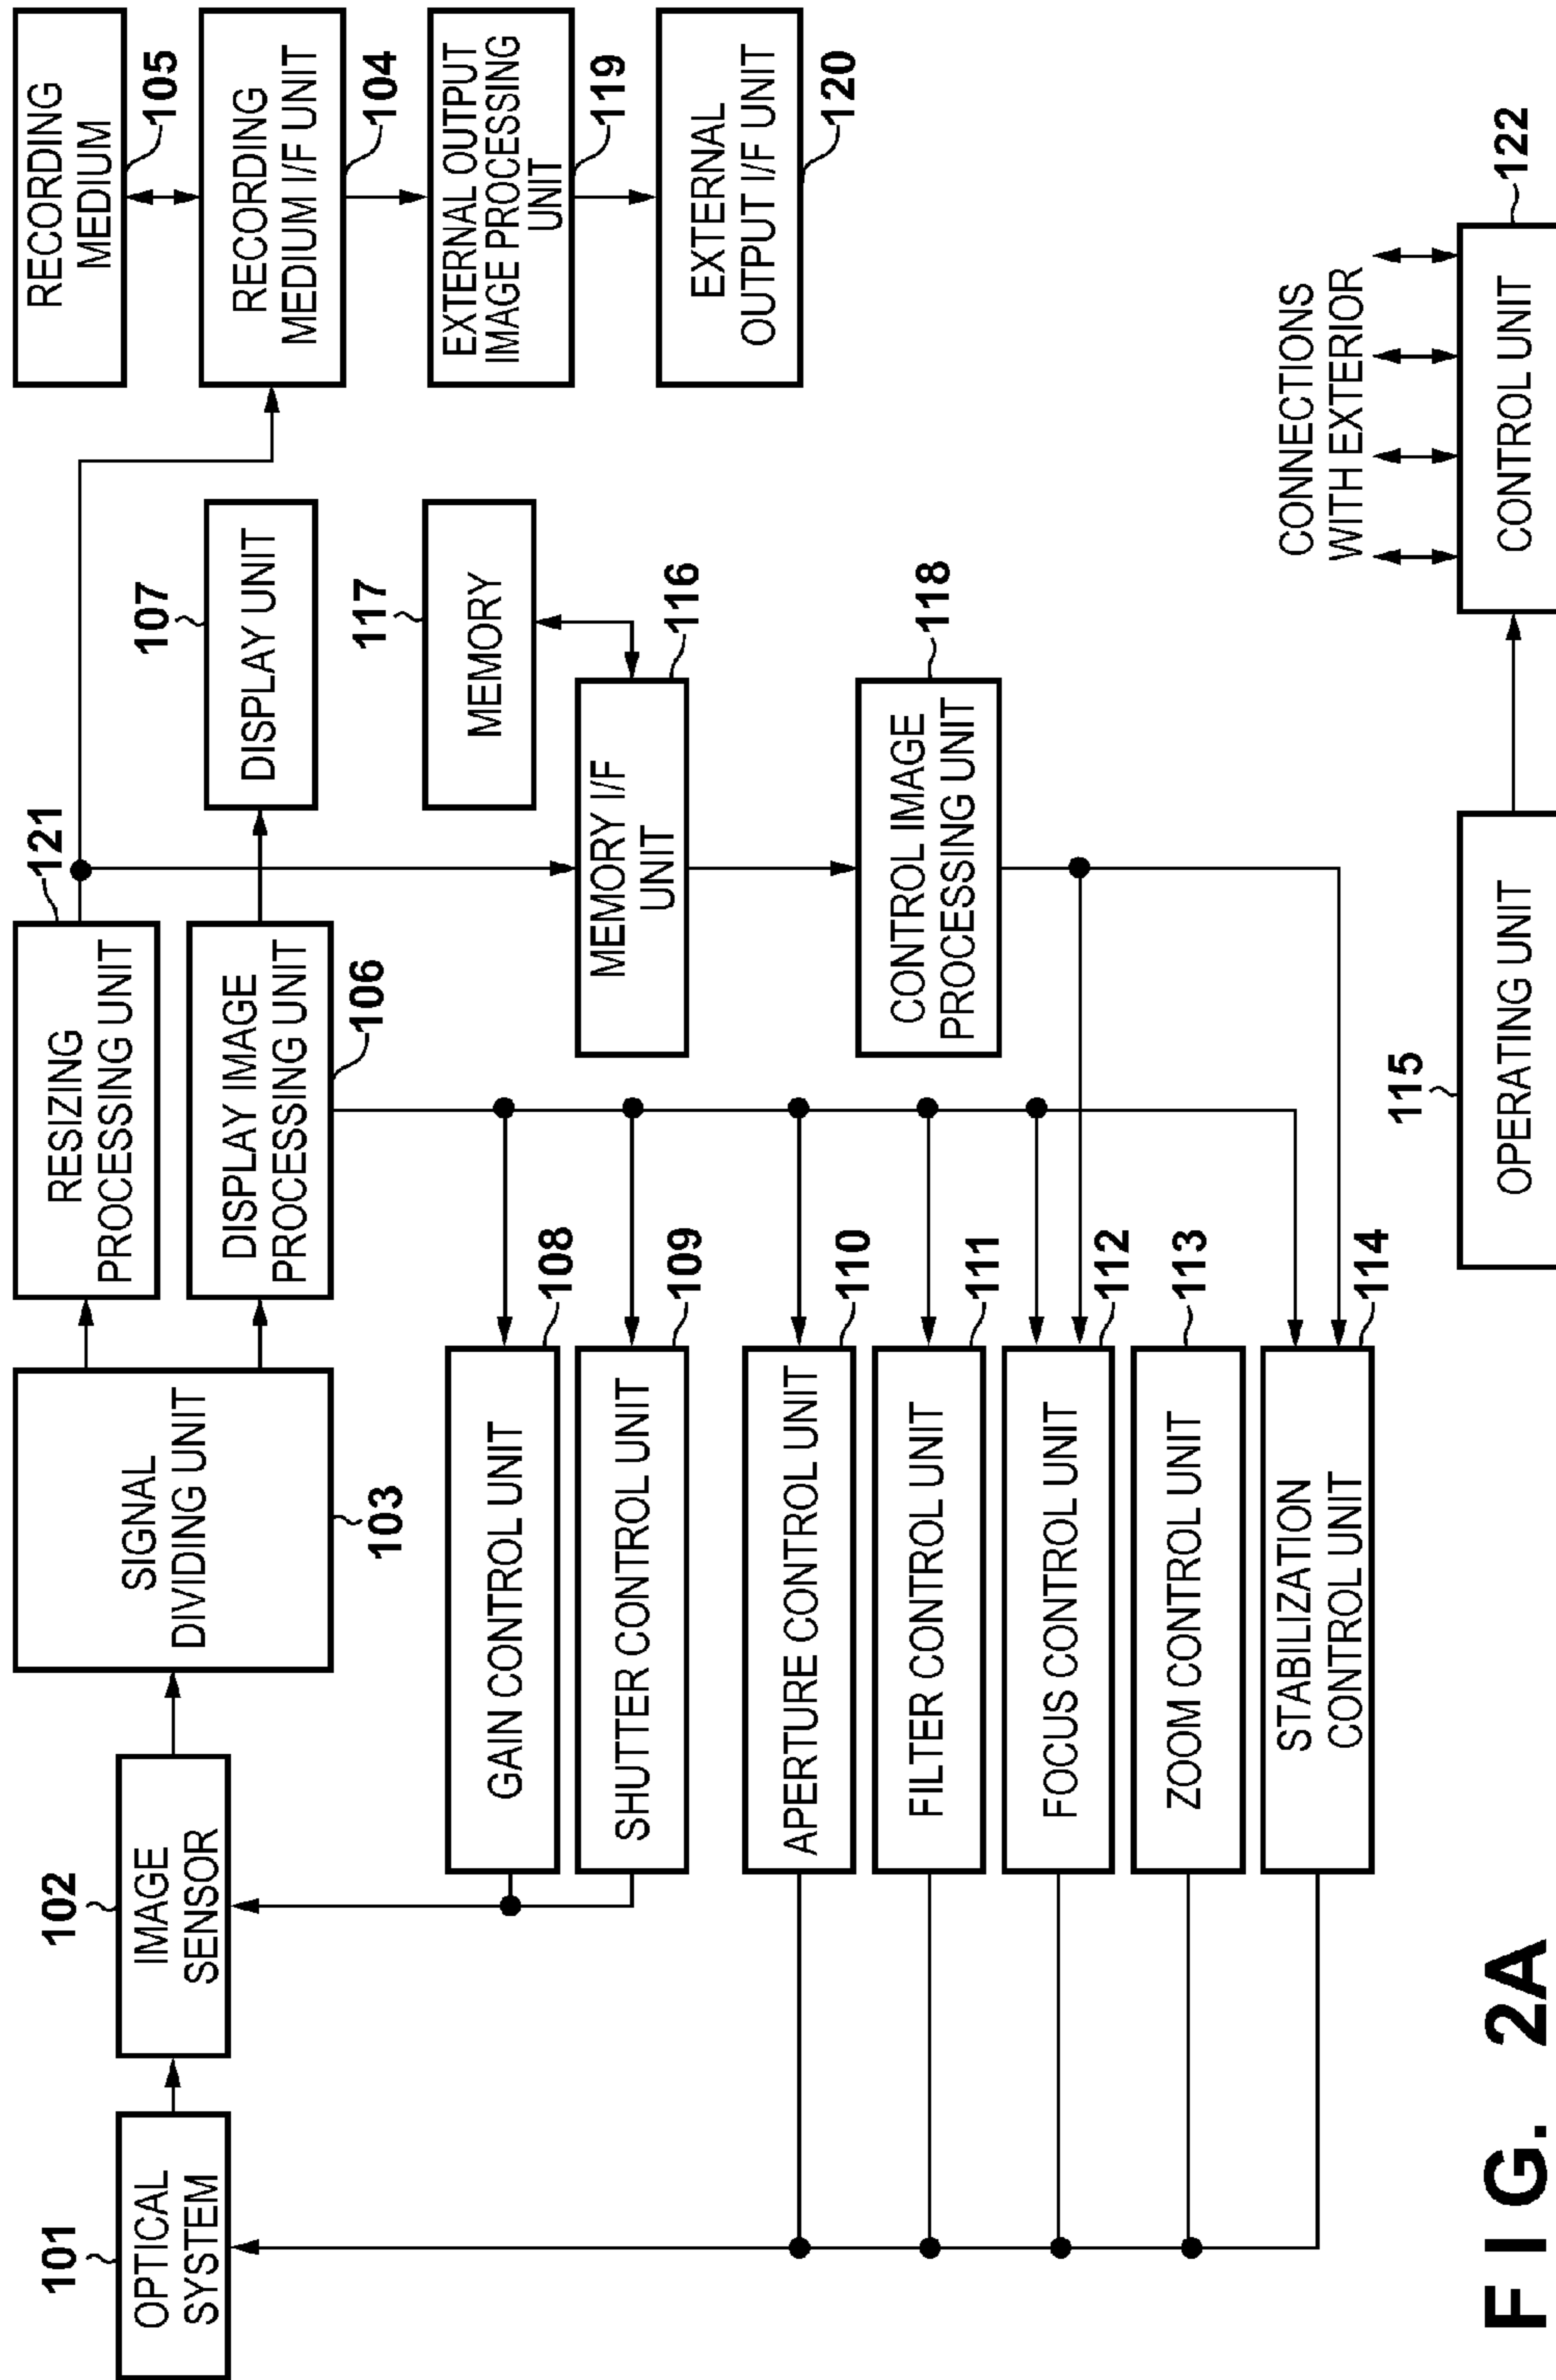 101
OPTICAL
SYSTEM
102
IMAGE
SENSOR
SIGNAL
DIVIDING UNIT
103
RESIZING
PROCESSING UNIT
121
DISPLAY IMAGE
PROCESSING UNIT
106
107
DISPLAY UNIT
RECORDING
MEDIUM
105
RECORDING
MEDIUM I/F UNIT
104
EXTERNAL OUTPUT
IMAGE PROCESSING
UNIT
119
EXTERNAL
OUTPUT I/F UNIT
120
117
MEMORY
MEMORY I/F
UNIT
116
CONTROL IMAGE
PROCESSING UNIT
118
GAIN CONTROL UNIT
108
SHUTTER CONTROL UNIT
109
APERTURE CONTROL UNIT
110
FILTER CONTROL UNIT
111
FOCUS CONTROL UNIT
112
ZOOM CONTROL UNIT
113
STABILIZATION
CONTROL UNIT
114
115
OPERATING UNIT
CONNECTIONS
WITH EXTERIOR
122
CONTROL UNIT
FIG. 2A